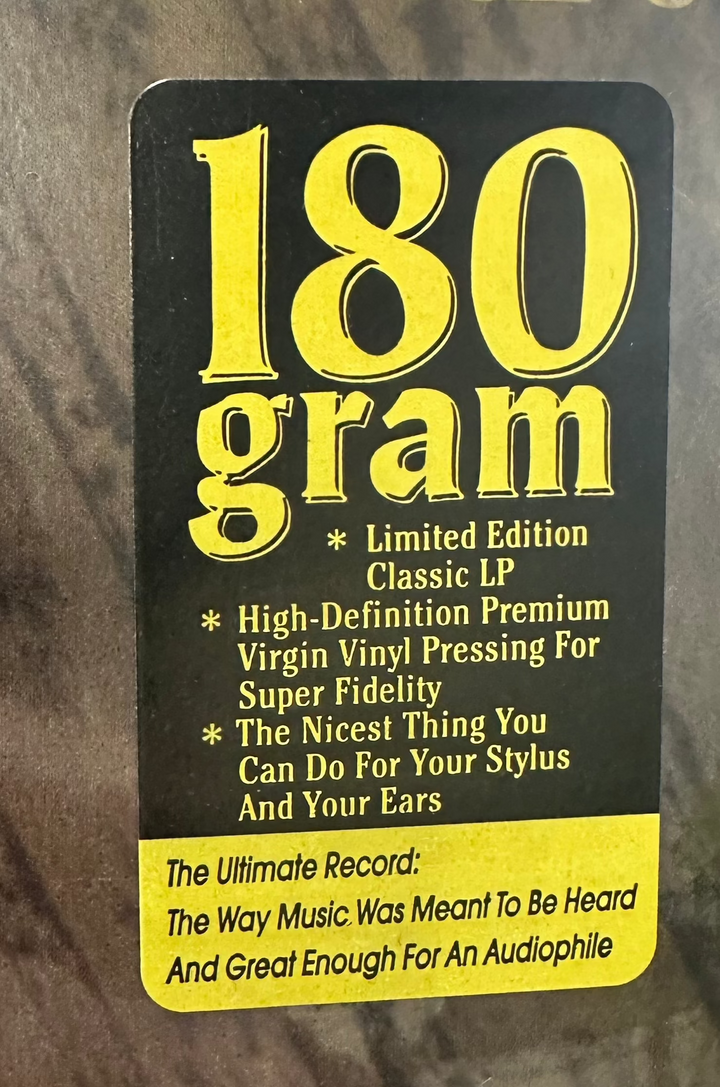 180
gram
* Limited Edition
Classic LP
* High-Definition Premium
Virgin Vinyl Pressing For
Super Fidelity
* The Nicest Thing You
Can Do For Your Stylus
And Your Ears
The Ultimate Record:
The Way Music Was Meant To Be Heard
And Great Enough For An Audiophile